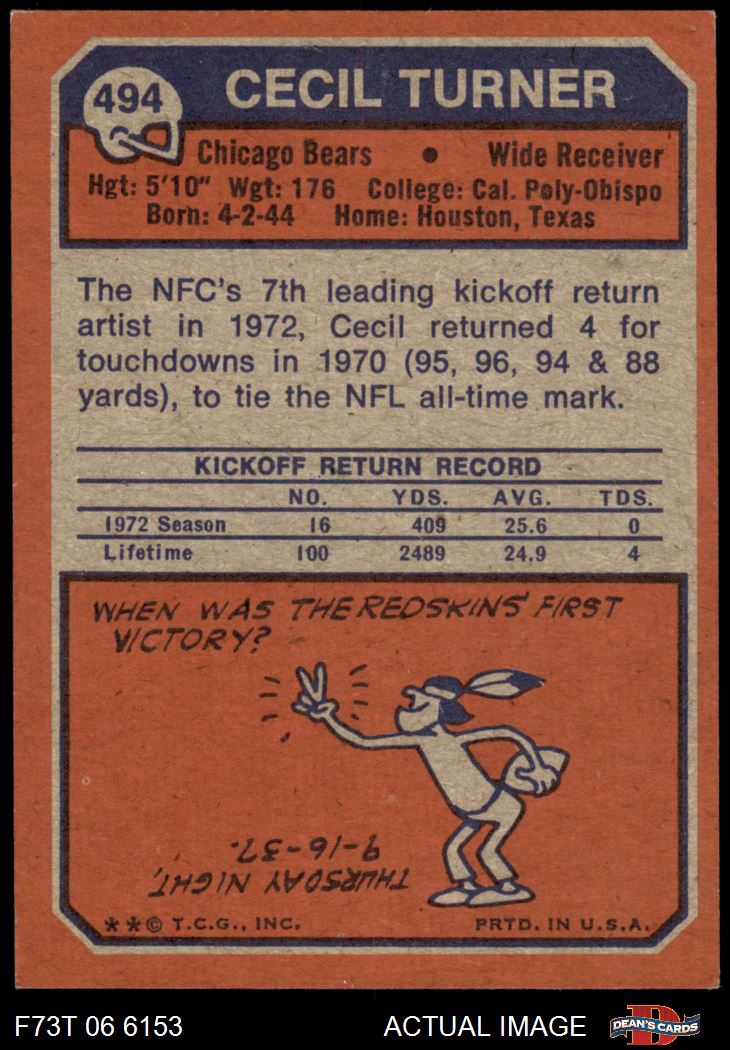 494
CECIL TURNER
Chicago Bears • Wide Receiver
Hgt: 5'10" Wgt: 176 College: Cal. Poly-Obispo
Born: 4-2-44 Home: Houston, Texas
The NFC's 7th leading kickoff return
artist in 1972, Cecil returned 4 for
touchdowns in 1970 (95, 96, 94 & 88
yards), to tie the NFL all-time mark.
KICKOFF RETURN RECORD
NO. YDS. AVG. TDS.
1972 Season 16 409 25.6 0
Lifetime 100 2489 24.9 4
WHEN WAS THE REDSKINS' FIRST
VICTORY?
THURSDAY NIGHT,
9-16-37.
**© T.C.G., INC. PRTD. IN U.S.A.
F73T 06 6153 ACTUAL IMAGE
D
DEAN'S CARDS